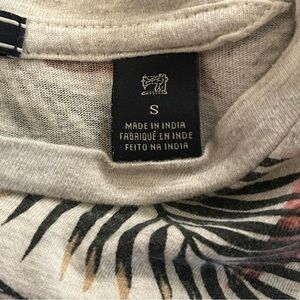 S
MADE IN INDIA
FABRIQUÉ EN INDE
FEITO NA INDIA